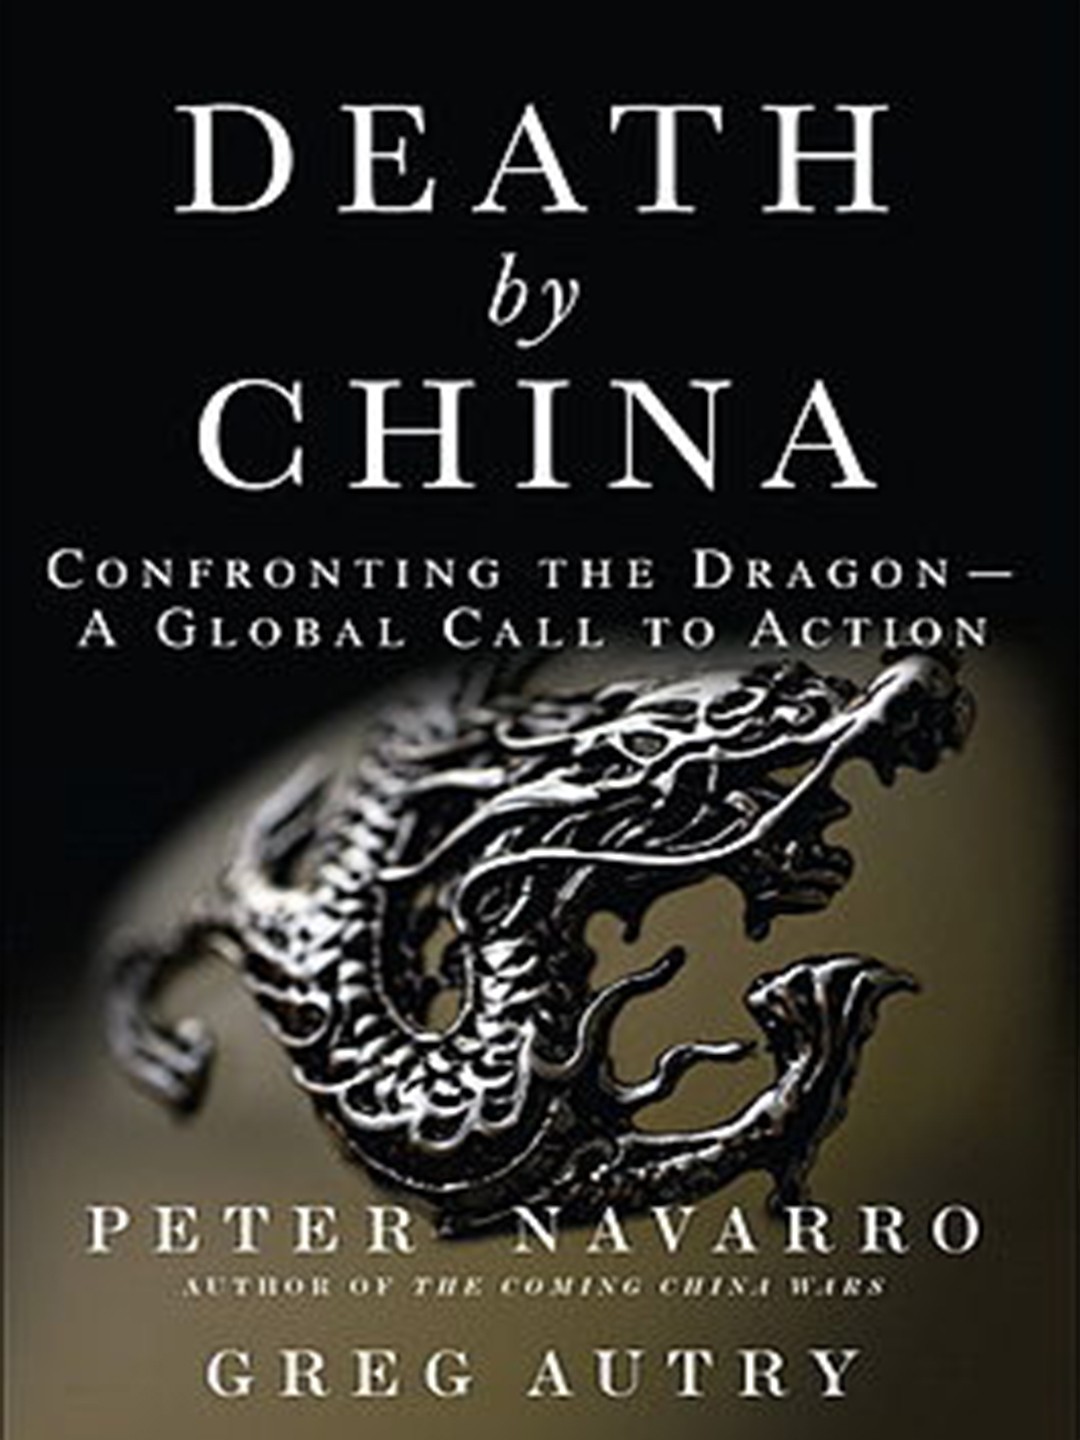 DEATH
by
CHINA
CONFRONTING THE DRAGON—
A GLOBAL CALL TO ACTION
PETER NAVARRO
AUTHOR OF THE COMING CHINA WARS
GREG AUTRY